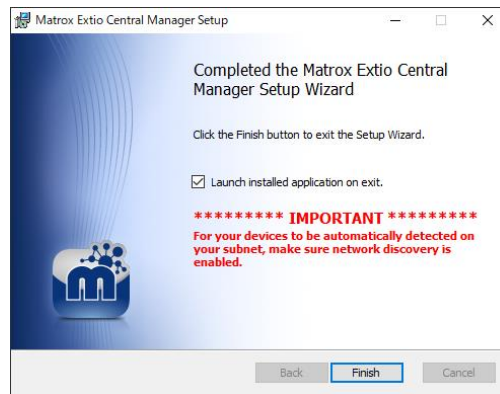 Matrox Extio Central Manager Setup
Completed the Matrox Extio Central
Manager Setup Wizard
Click the Finish button to exit the Setup Wizard.
Launch installed application on exit.
********* IMPORTANT *********
For your devices to be automatically detected on
your subnet, make sure network discovery is
enabled.
m
Back Finish Cancel